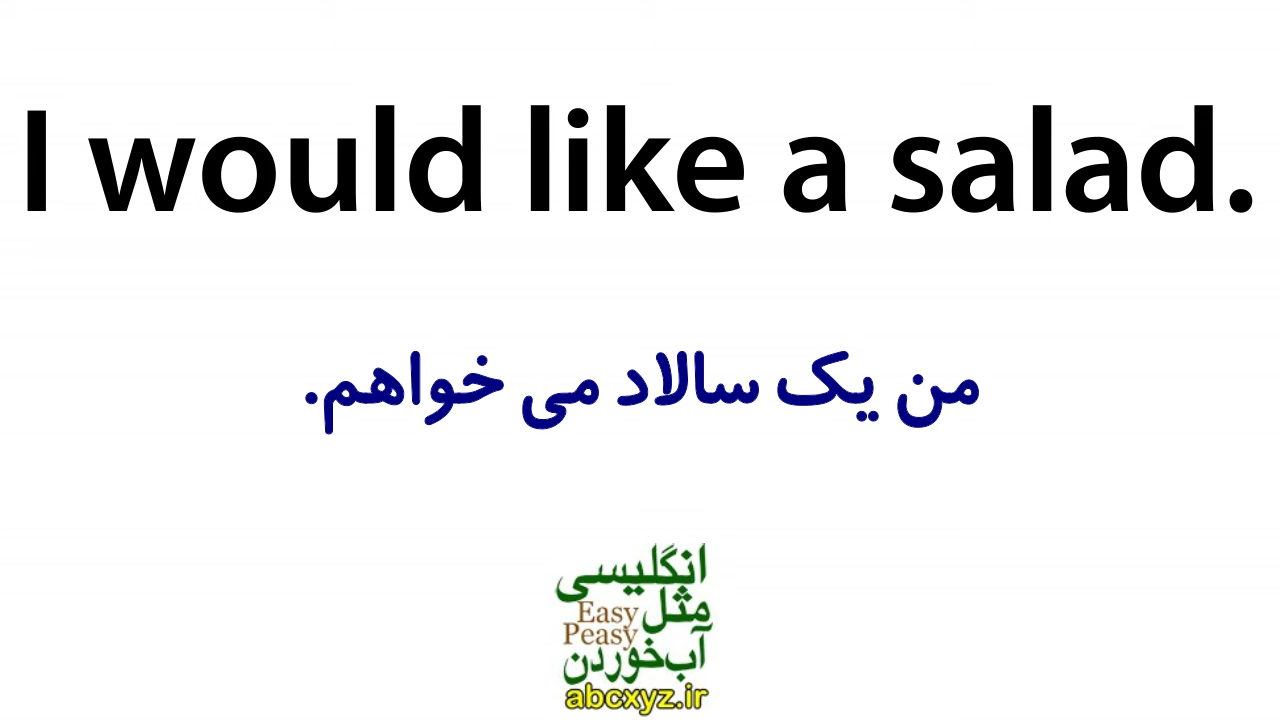 I would like a salad.
من یک سالاد می خواهم.
انگلیسی
مثل Easy
Peasy
آب خوردن
abcxyz.ir